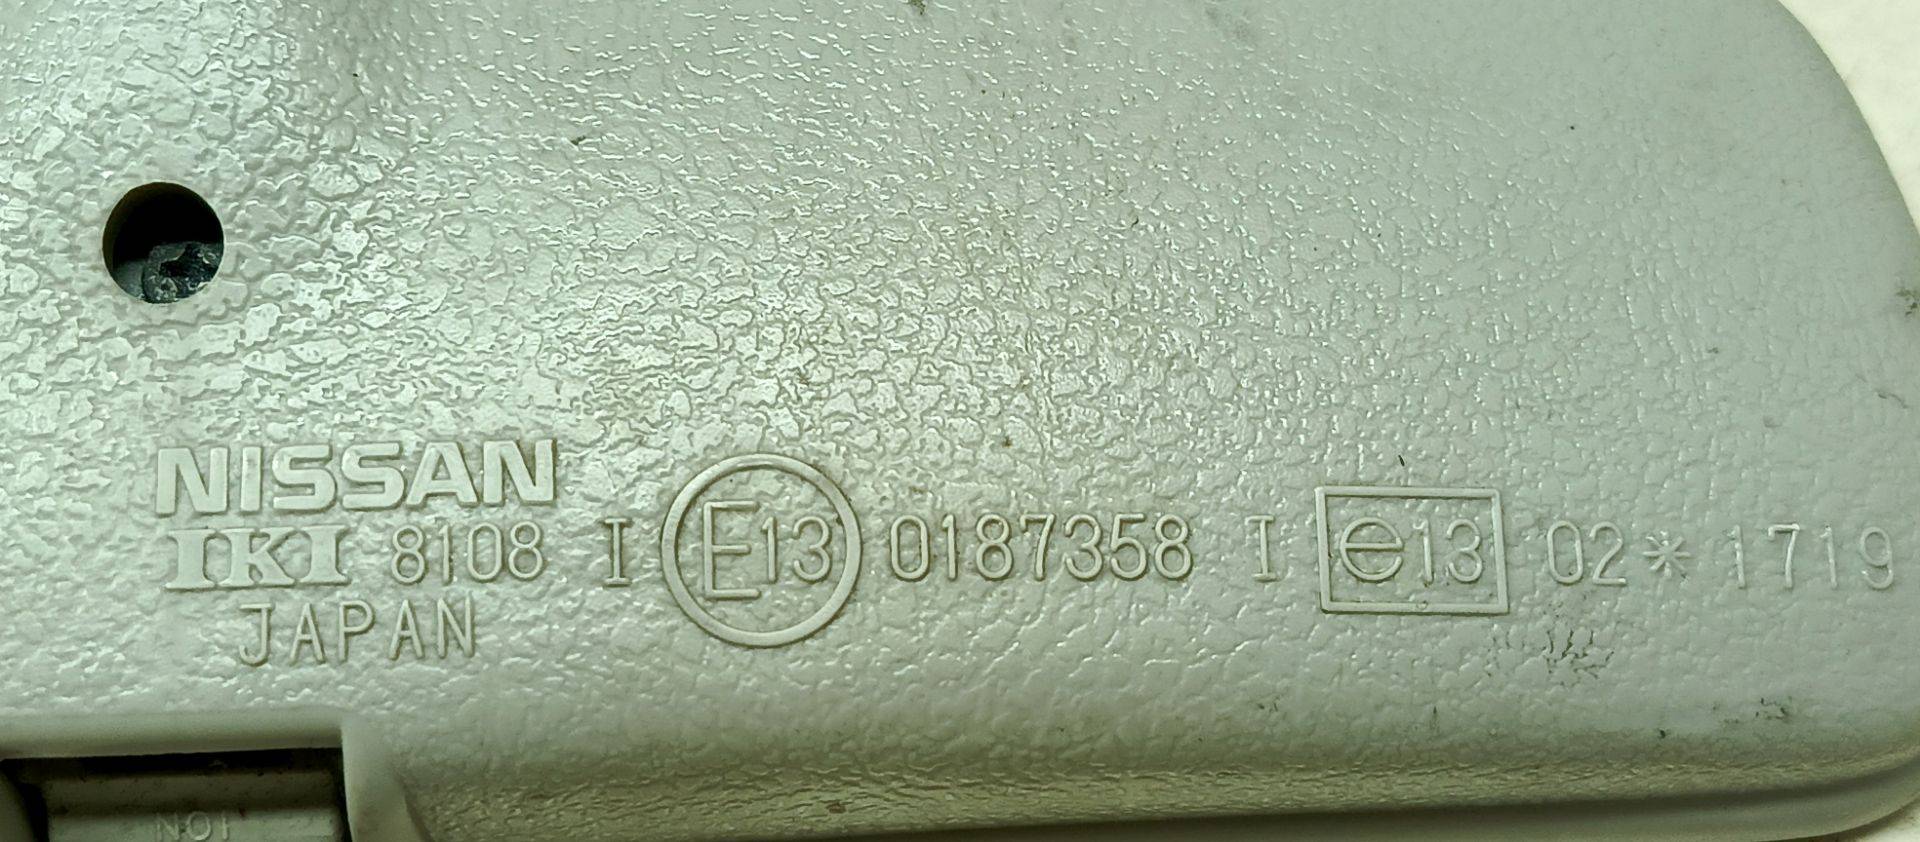 NISSAN
IKI 8108 I E13 0187358 I e13 02*1719
JAPAN